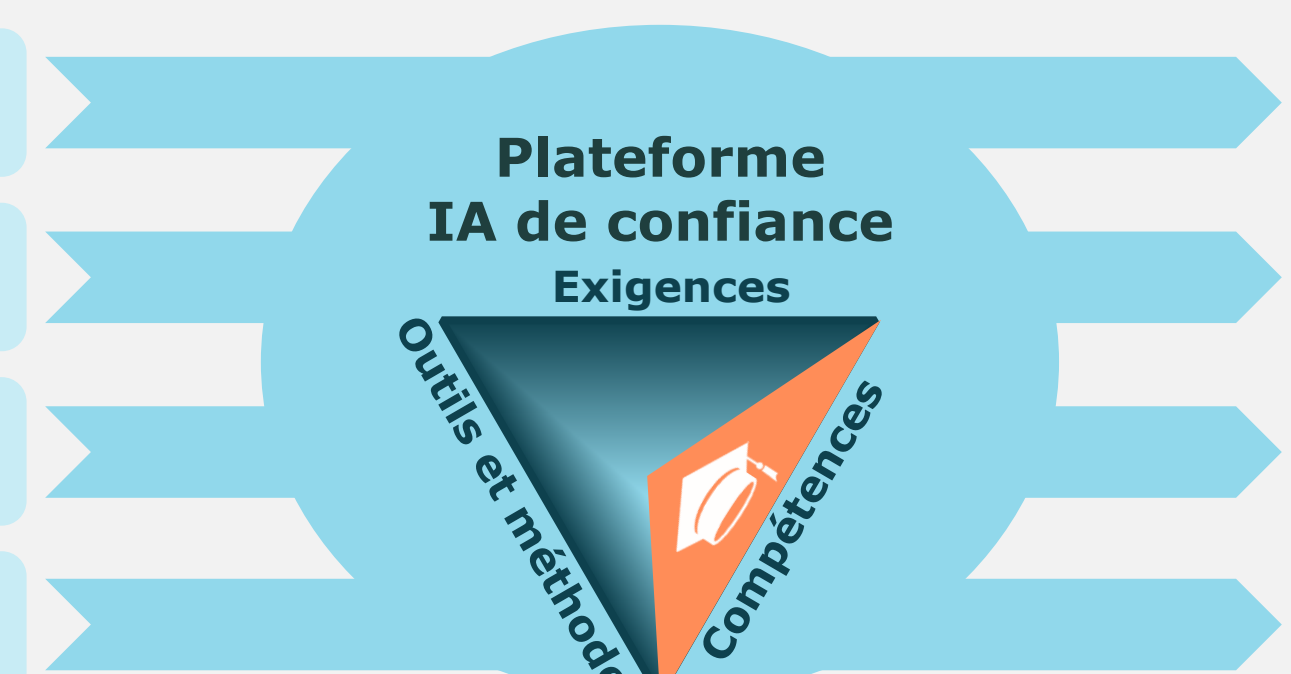 Plateforme
IA de confiance
Exigences
Outils et méthode
Compétences